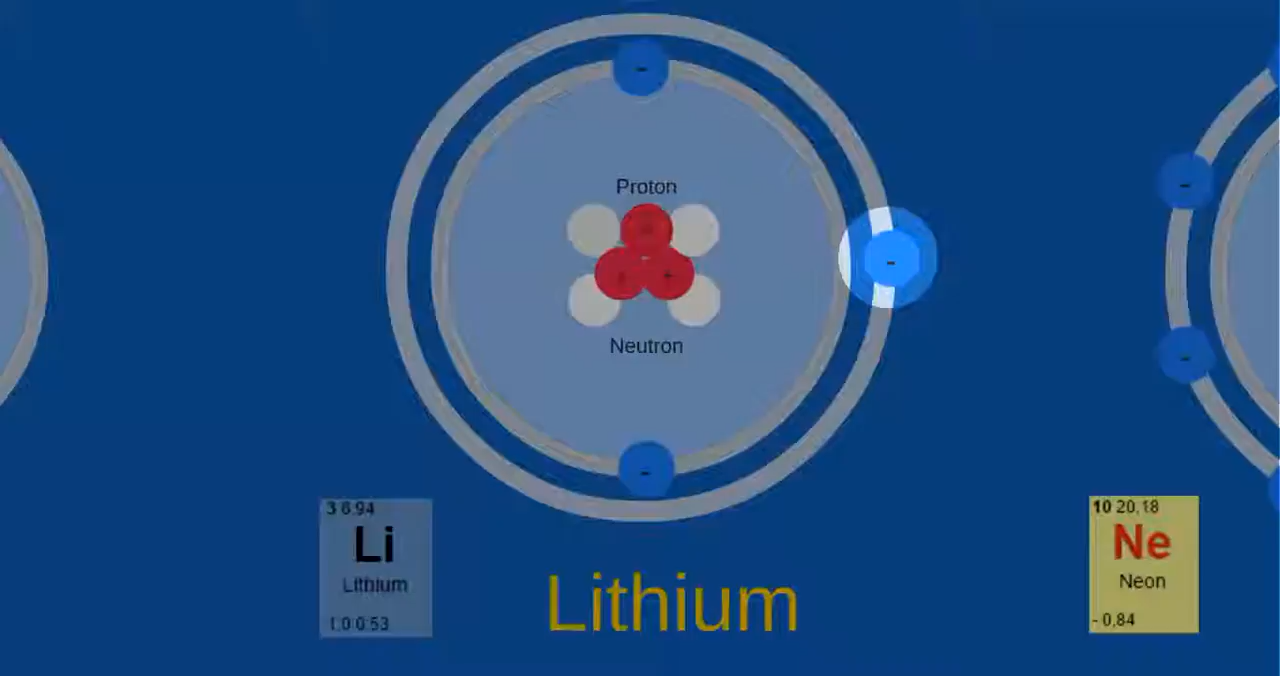 Proton
Neutron
3 6,94
Li
Lithium
1,0 0,53
Lithium
10 20,18
Ne
Neon
- 0,84